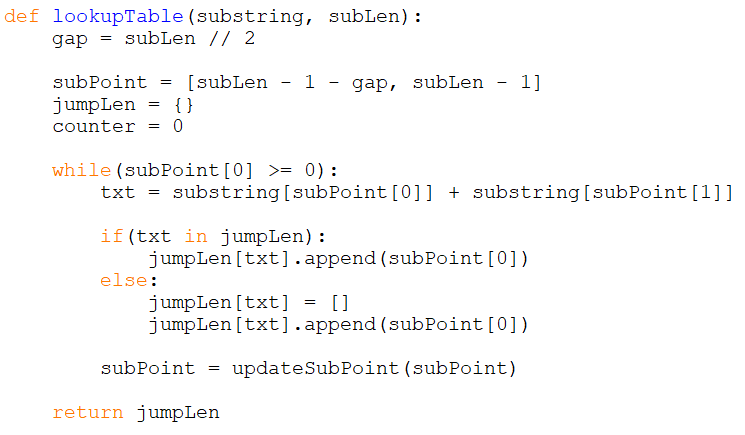 def lookupTable(substring, subLen):
    gap = subLen // 2

    subPoint = [subLen - 1 - gap, subLen - 1]
    jumpLen = {}
    counter = 0

    while(subPoint[0] >= 0):
        txt = substring[subPoint[0]] + substring[subPoint[1]]

        if(txt in jumpLen):
            jumpLen[txt].append(subPoint[0])
        else:
            jumpLen[txt] = []
            jumpLen[txt].append(subPoint[0])

        subPoint = updateSubPoint(subPoint)

    return jumpLen